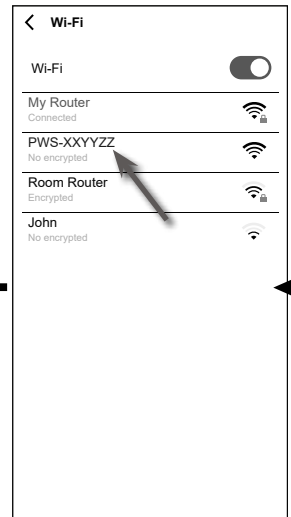 Wi-Fi
Wi-Fi
My Router
Connected
PWS-XXYYZZ
No encrypted
Room Router
Encrypted
John
No encrypted